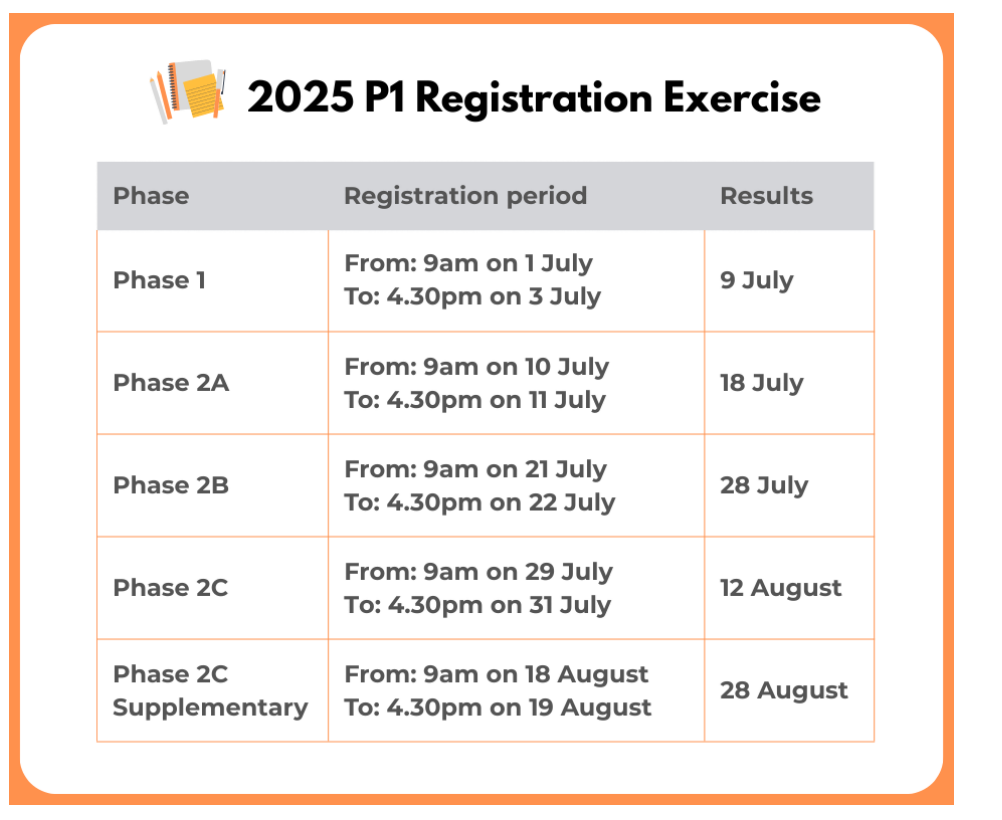 2025 P1 Registration Exercise
Phase Registration period Results
Phase 1
From: 9am on 1 July
To: 4.30pm on 3 July
9 July
Phase 2A
From: 9am on 10 July
To: 4.30pm on 11 July
18 July
Phase 2B
From: 9am on 21 July
To: 4.30pm on 22 July
28 July
Phase 2C
From: 9am on 29 July
To: 4.30pm on 31 July
12 August
Phase 2C
Supplementary
From: 9am on 18 August
To: 4.30pm on 19 August
28 August